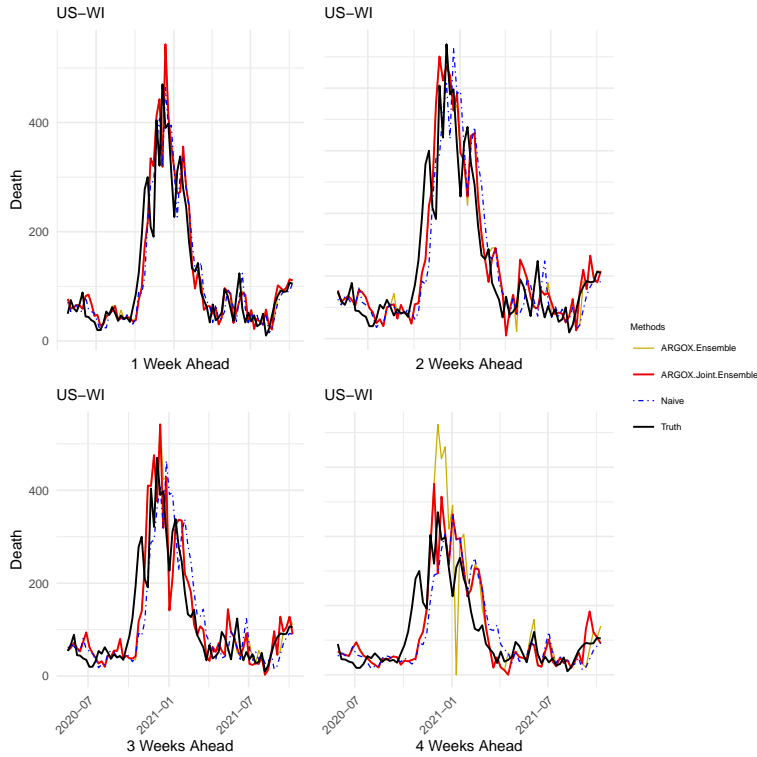 US−WI
US−WI
Death
400
200
0
1 Week Ahead
2 Weeks Ahead
Methods
ARGOX.Ensemble
ARGOX.Joint.Ensemble
Naive
Truth
US−WI
US−WI
Death
400
200
0
2020−07
2021−01
2021−07
2020−07
2021−01
2021−07
3 Weeks Ahead
4 Weeks Ahead